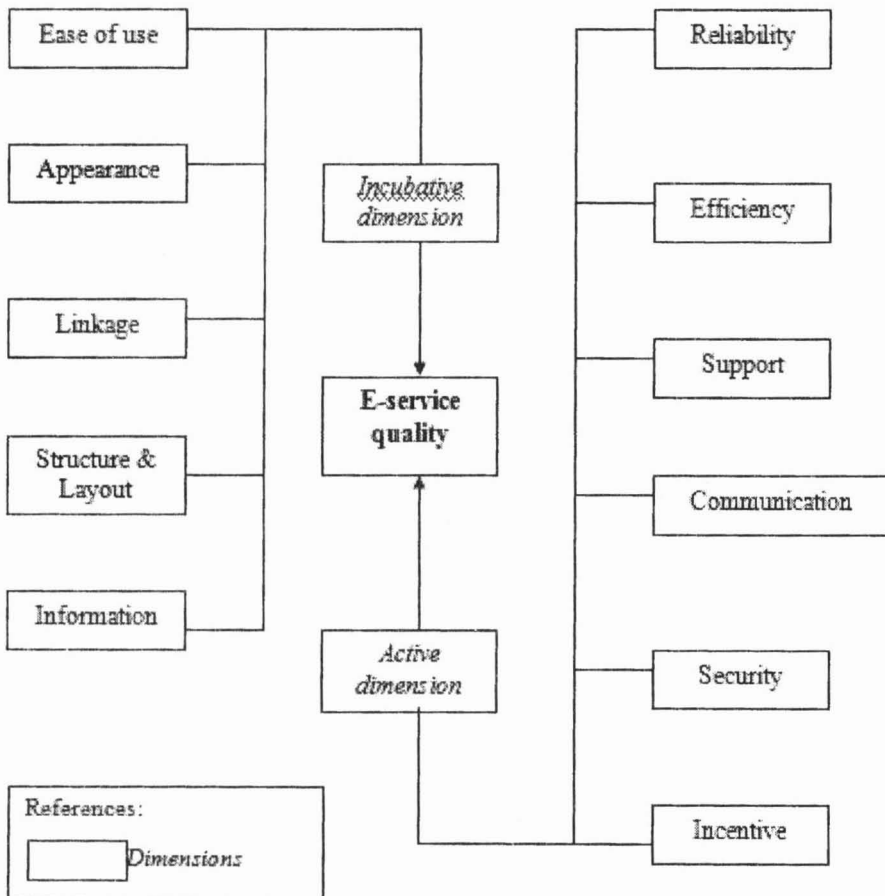 Ease of use
Reliability
Appearance
Incubative
dimension
Efficiency
Linkage
Support
E-service
quality
Structure &
Layout
Communication
Information
Active
dimension
Security
References:
Dimensions
Incentive